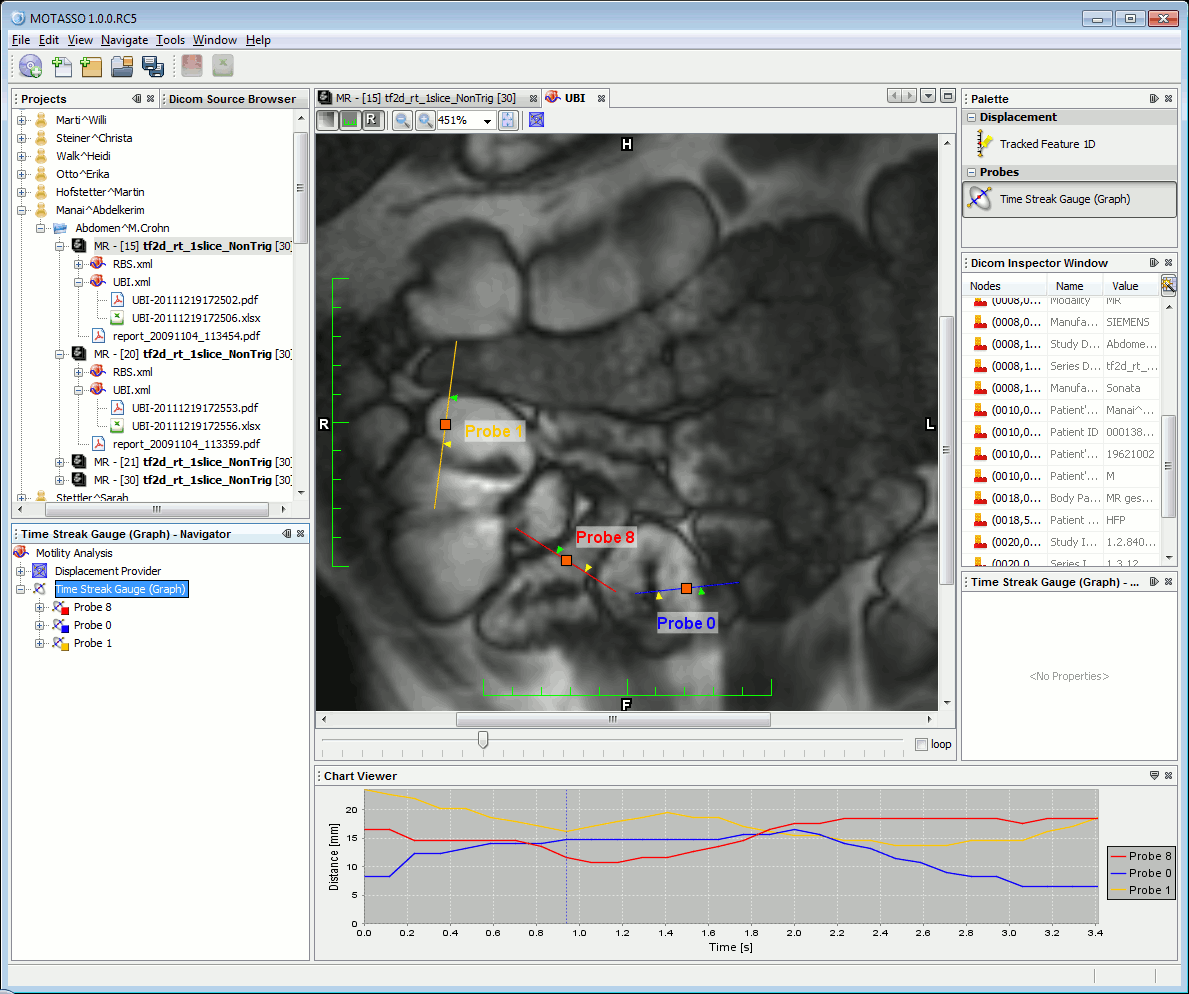 MOTASSO 1.0.0.RC5
File Edit View Navigate Tools Window Help
Projects
Dicom Source Browser
Marti^Willi
Steiner^Christa
Walk^Heidi
Otto^Erika
Hofstetter^Martin
Manai^Abdelkerim
Abdomen^M.Crohn
MR - [15] tf2d_rt_1slice_NonTrig [30]
RBS.xml
UBI.xml
UBI-20111219172502.pdf
UBI-20111219172506.xlsx
report_20091104_113454.pdf
MR - [20] tf2d_rt_1slice_NonTrig [30]
RBS.xml
UBI.xml
UBI-20111219172553.pdf
UBI-20111219172556.xlsx
report_20091104_113359.pdf
MR - [21] tf2d_rt_1slice_NonTrig [30]
MR - [30] tf2d_rt_1slice_NonTrig [30]
Stettler^Sarah
Time Streak Gauge (Graph) - Navigator
Motility Analysis
Displacement Provider
Time Streak Gauge (Graph)
Probe 8
Probe 0
Probe 1
MR - [15] tf2d_rt_1slice_NonTrig [30]
UBI
R
451%
H
R
L
Probe 1
Probe 8
Probe 0
F
loop
Palette
Displacement
Tracked Feature 1D
Probes
Time Streak Gauge (Graph)
Dicom Inspector Window
Nodes Name Value
(0008,0... Modality MR
(0008,0... Manufa... SIEMENS
(0008,1... Study D... Abdome...
(0008,1... Series D... tf2d_rt_...
(0008,1... Manufa... Sonata
(0010,0... Patient'... Manai^...
(0010,0... Patient ID 000138...
(0010,0... Patient'... 19621002
(0010,0... Patient'... M
(0018,0... Body Pa... MR ges...
(0018,5... Patient ... HFP
(0020,0... Study I... 1.2.840...
(0020,0... Series I... 1.3.12....
Time Streak Gauge (Graph) - ...
<No Properties>
Chart Viewer
Distance [mm]
20
15
10
5
0
0.0 0.2 0.4 0.6 0.8 1.0 1.2 1.4 1.6 1.8 2.0 2.2 2.4 2.6 2.8 3.0 3.2 3.4
Time [s]
Probe 8
Probe 0
Probe 1